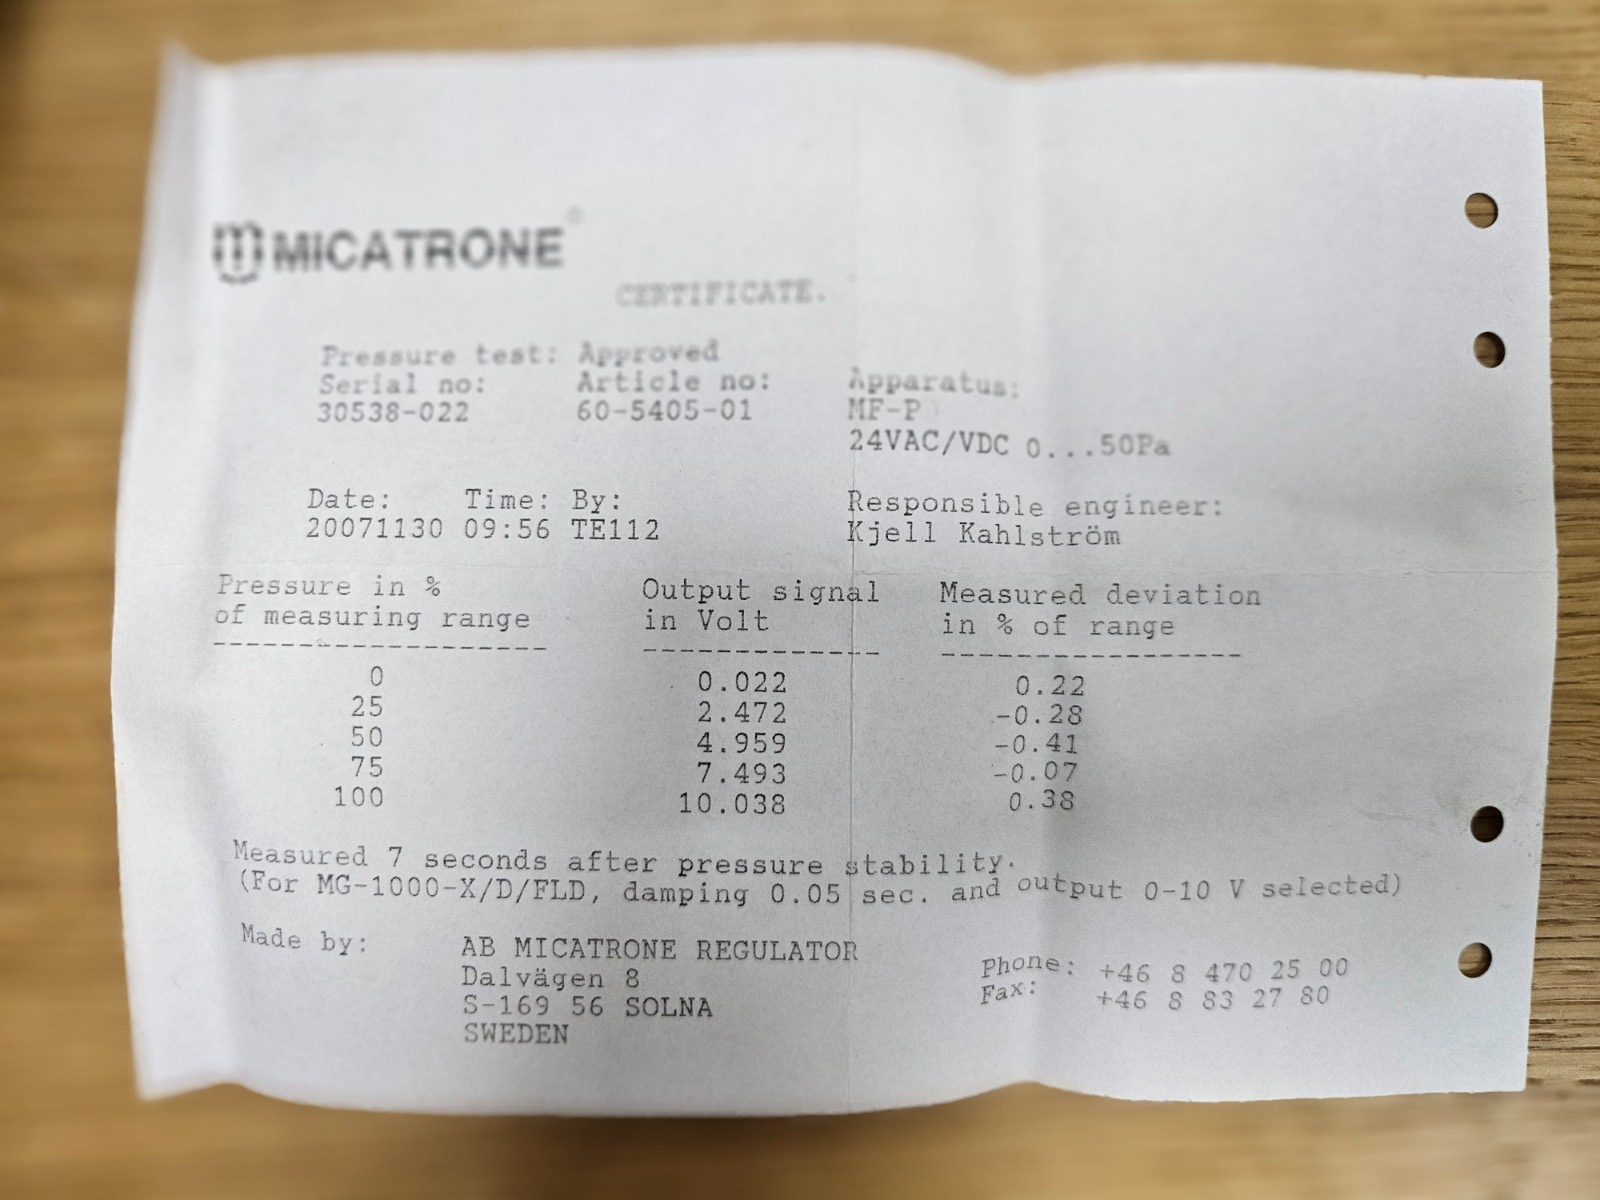 MICATRONE®
CERTIFICATE.
Pressure test: Approved
Serial no: Article no: Apparatus:
30538-022 60-5405-01 MF-P
24VAC/VDC 0...50Pa
Date: Time: By: Responsible engineer:
20071130 09:56 TE112 Kjell Kahlström
Pressure in % Output signal Measured deviation
of measuring range in Volt in % of range
------------------- ------------- -----------------
0 0.022 0.22
25 2.472 -0.28
50 4.959 -0.41
75 7.493 -0.07
100 10.038 0.38
Measured 7 seconds after pressure stability.
(For MG-1000-X/D/FLD, damping 0.05 sec. and output 0-10 V selected)
Made by: AB MICATRONE REGULATOR Phone: +46 8 470 25 00
Dalvägen 8 Fax: +46 8 83 27 80
S-169 56 SOLNA
SWEDEN